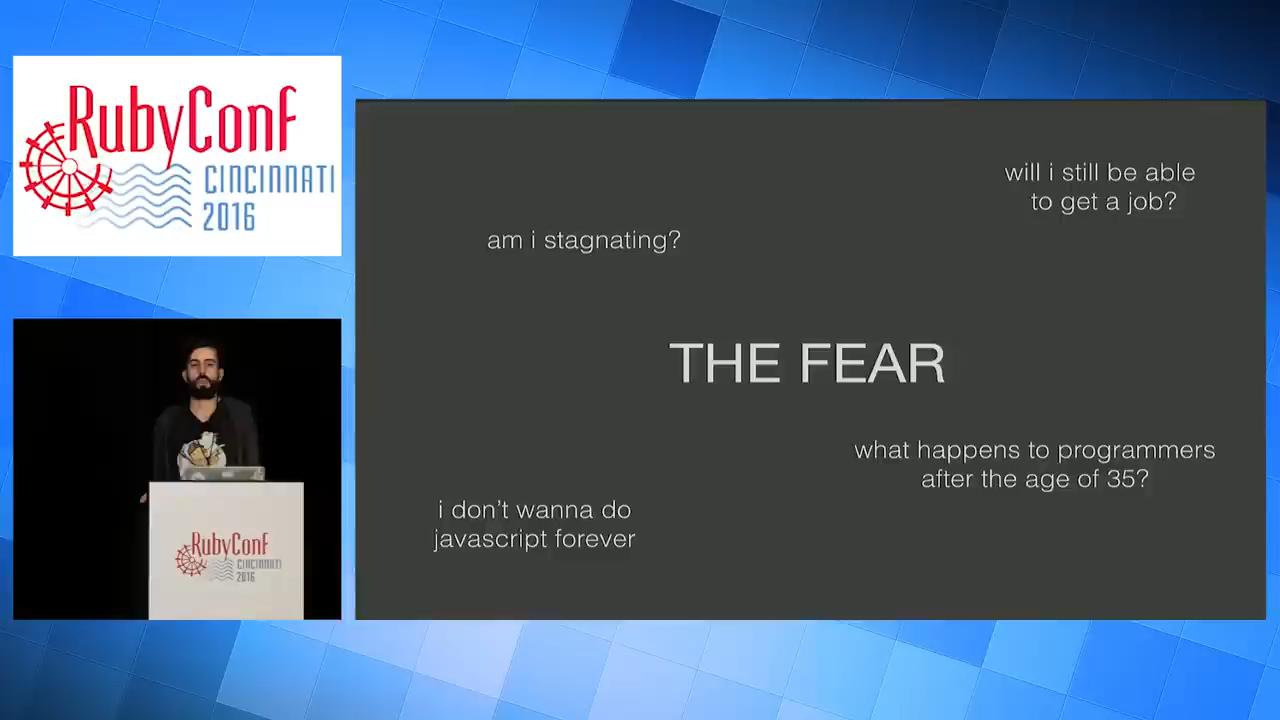 RubyConf
CINCINNATI
2016
will i still be able
to get a job?
am i stagnating?
THE FEAR
what happens to programmers
after the age of 35?
i don't wanna do
javascript forever
RubyConf
CINCINNATI
2016